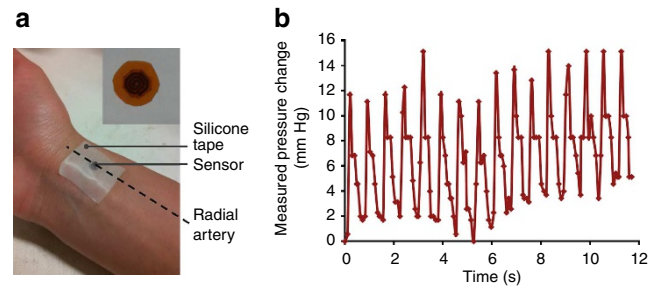 a
Silicone
tape
Sensor
Radial
artery
b
Measured pressure change
(mm Hg)
16
14
12
10
8
6
4
2
0
0 2 4 6 8 10 12
Time (s)